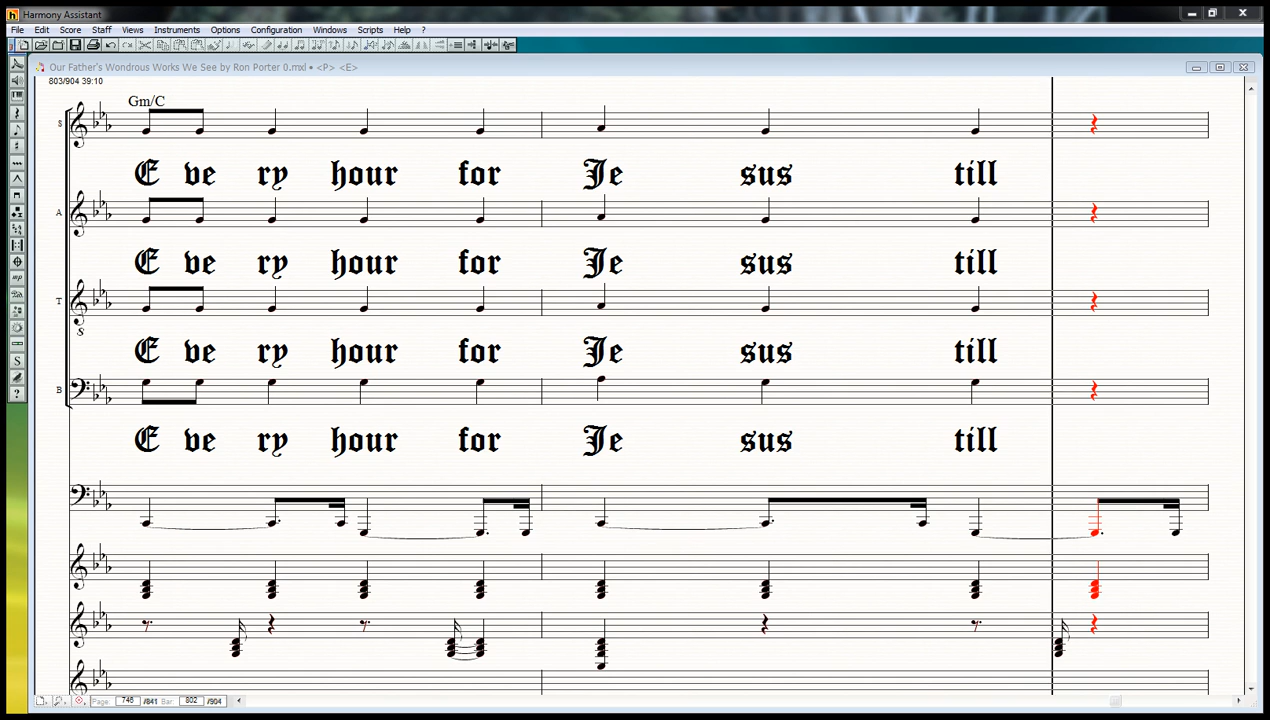 Harmony Assistant
File Edit Score Staff Views Instruments Options Configuration Windows Scripts Help ?
Our Father's Wondrous Works We See by Ron Porter 0.mxl • <P> <E>
803/904 39:10
Gm/C
S
E ve ry hour for Je sus till
A
E ve ry hour for Je sus till
T
8
E ve ry hour for Je sus till
B
E ve ry hour for Je sus till
Page: 746 /841 Bar: 802 /904